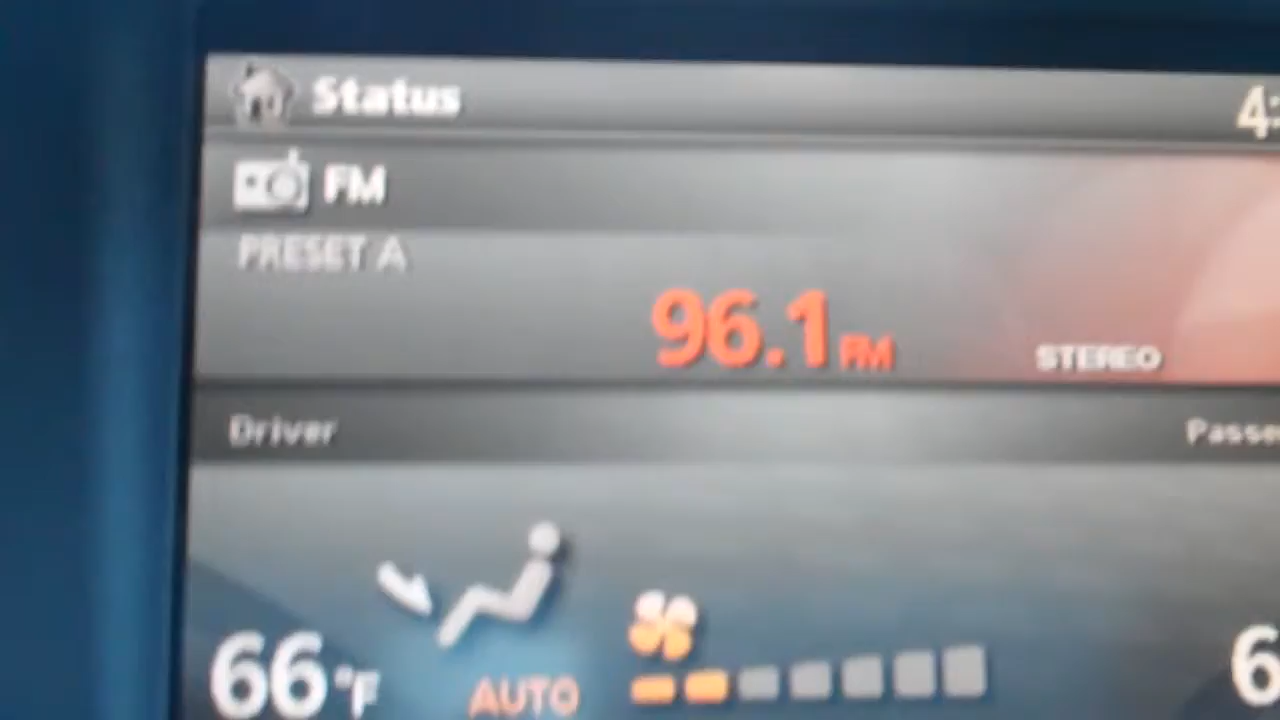 Status
FM
PRESET A
96.1 FM
STEREO
Driver
66°F
AUTO